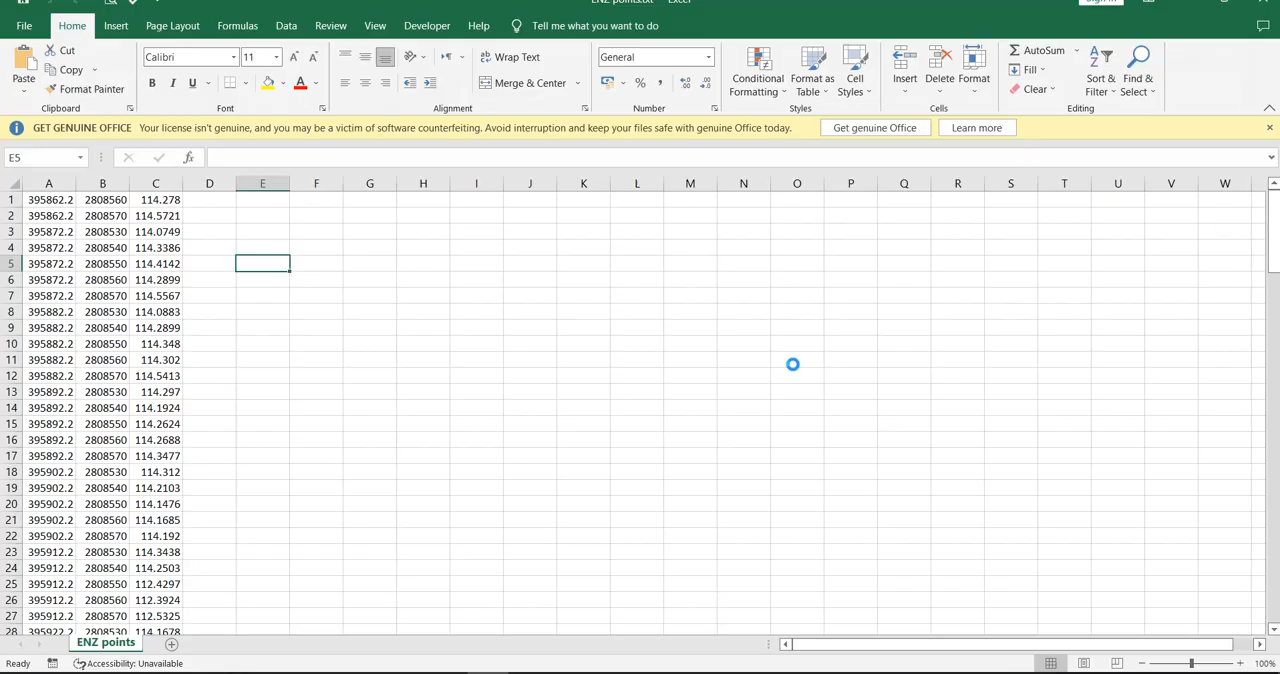 ENZ points.txt - Excel
Sign in
File Home Insert Page Layout Formulas Data Review View Developer Help Tell me what you want to do
Cut
Copy
Format Painter
Paste
Calibri 11
B I U
Wrap Text
Merge & Center
General
% ,
Conditional Formatting
Format as Table
Cell Styles
Insert
Delete
Format
AutoSum
Fill
Clear
Sort & Filter
Find & Select
Clipboard Font Alignment Number Styles Cells Editing
GET GENUINE OFFICE Your license isn't genuine, and you may be a victim of software counterfeiting. Avoid interruption and keep your files safe with genuine Office today. Get genuine Office Learn more
E5 fx
A B C D E F G H I J K L M N O P Q R S T U V W
1 395862.2 2808560 114.278
2 395862.2 2808570 114.5721
3 395872.2 2808530 114.0749
4 395872.2 2808540 114.3386
5 395872.2 2808550 114.4142
6 395872.2 2808560 114.2899
7 395872.2 2808570 114.5567
8 395882.2 2808530 114.0883
9 395882.2 2808540 114.2899
10 395882.2 2808550 114.348
11 395882.2 2808560 114.302
12 395882.2 2808570 114.5413
13 395892.2 2808530 114.297
14 395892.2 2808540 114.1924
15 395892.2 2808550 114.2624
16 395892.2 2808560 114.2688
17 395892.2 2808570 114.3477
18 395902.2 2808530 114.312
19 395902.2 2808540 114.2103
20 395902.2 2808550 114.1476
21 395902.2 2808560 114.1685
22 395902.2 2808570 114.192
23 395912.2 2808530 114.3438
24 395912.2 2808540 114.2503
25 395912.2 2808550 112.4297
26 395912.2 2808560 112.3924
27 395912.2 2808570 112.5325
28 395922.2 2808530 114.1678
ENZ points
Ready Accessibility: Unavailable 100%